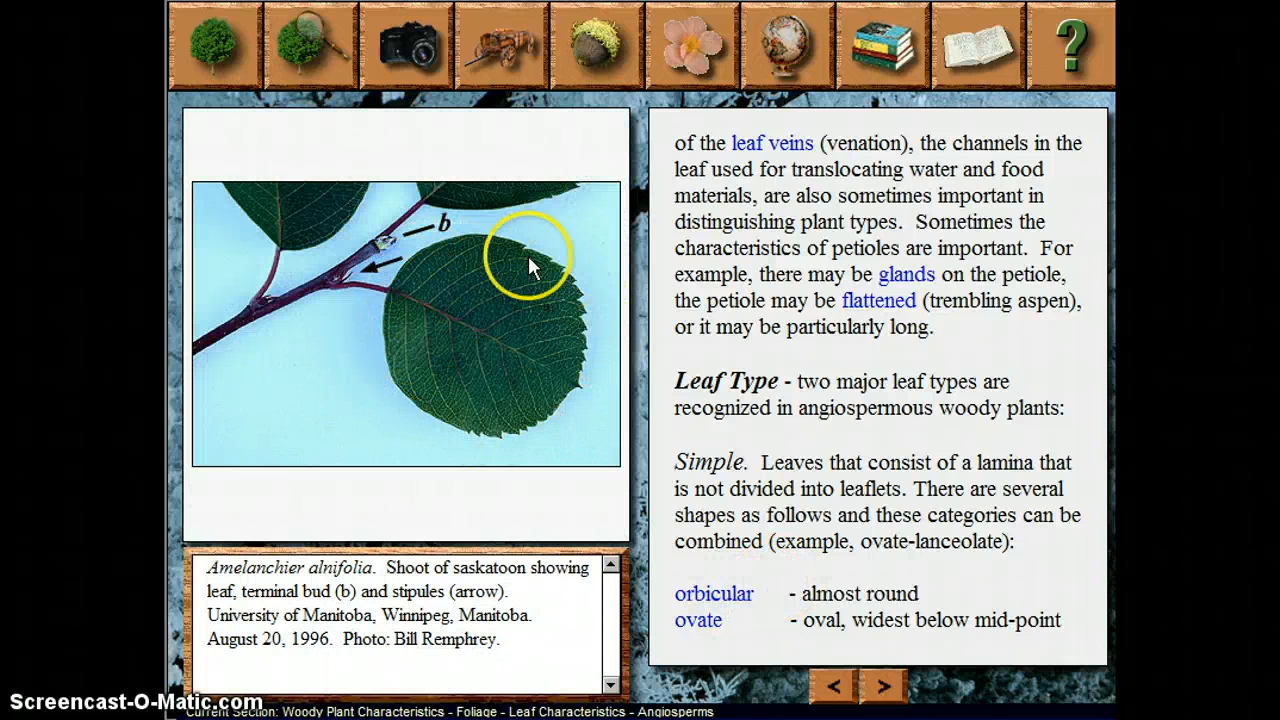 b
of the leaf veins (venation), the channels in the
leaf used for translocating water and food
materials, are also sometimes important in
distinguishing plant types. Sometimes the
characteristics of petioles are important. For
example, there may be glands on the petiole,
the petiole may be flattened (trembling aspen),
or it may be particularly long.
Leaf Type - two major leaf types are
recognized in angiospermous woody plants:
Simple. Leaves that consist of a lamina that
is not divided into leaflets. There are several
shapes as follows and these categories can be
combined (example, ovate-lanceolate):
orbicular - almost round
ovate - oval, widest below mid-point
Amelanchier alnifolia. Shoot of saskatoon showing
leaf, terminal bud (b) and stipules (arrow).
University of Manitoba, Winnipeg, Manitoba.
August 20, 1996. Photo: Bill Remphrey.
< >
Screencast-O-Matic.com
Current Section: Woody Plant Characteristics - Foliage - Leaf Characteristics - Angiosperms